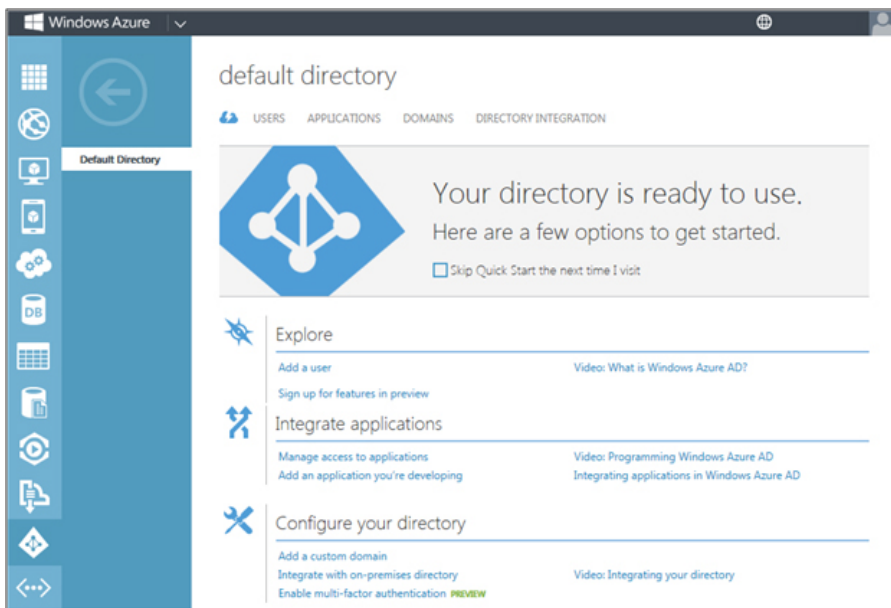 Windows Azure
default directory
USERS APPLICATIONS DOMAINS DIRECTORY INTEGRATION
Default Directory
Your directory is ready to use.
Here are a few options to get started.
Skip Quick Start the next time I visit
DB
Explore
Add a user Video: What is Windows Azure AD?
Sign up for features in preview
Integrate applications
Manage access to applications Video: Programming Windows Azure AD
Add an application you're developing Integrating applications in Windows Azure AD
Configure your directory
Add a custom domain
Integrate with on-premises directory Video: Integrating your directory
Enable multi-factor authentication PREVIEW